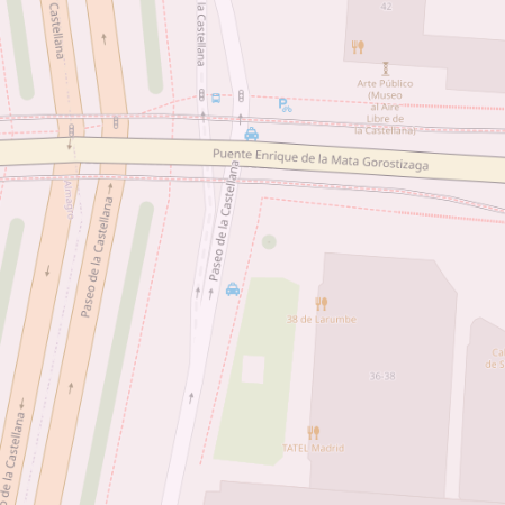 Castellana
la Castellana
42
Arte Público
(Museo
al Aire
Libre de
la Castellana)
Puente Enrique de la Mata Gorostizaga
Almagro
Paseo de la Castellana
Paseo de la Castellana
38 de Larumbe
36-38
TATEL Madrid
de la Castellana